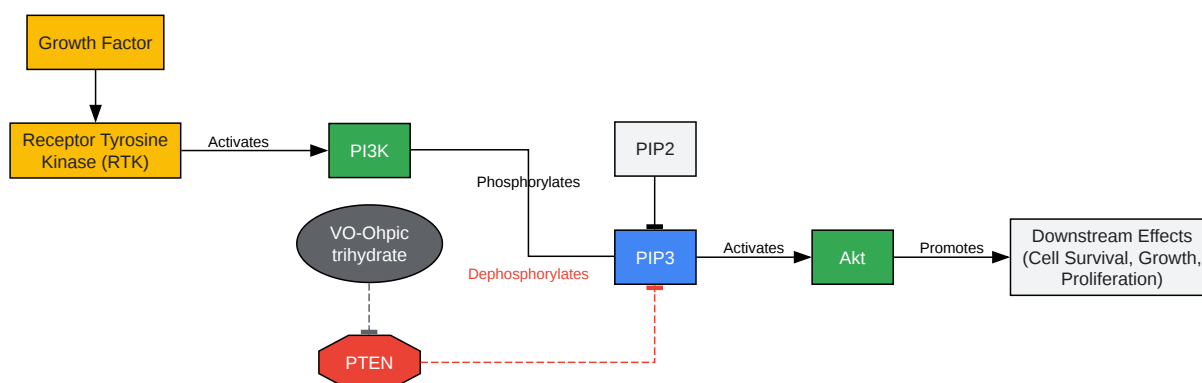 Growth Factor
Receptor Tyrosine
Kinase (RTK)
Activates
PI3K
Phosphorylates
PIP2
VO-Ohpic
trihydrate
Dephosphorylates
PIP3
Activates
Akt
Promotes
Downstream Effects
(Cell Survival, Growth,
Proliferation)
PTEN